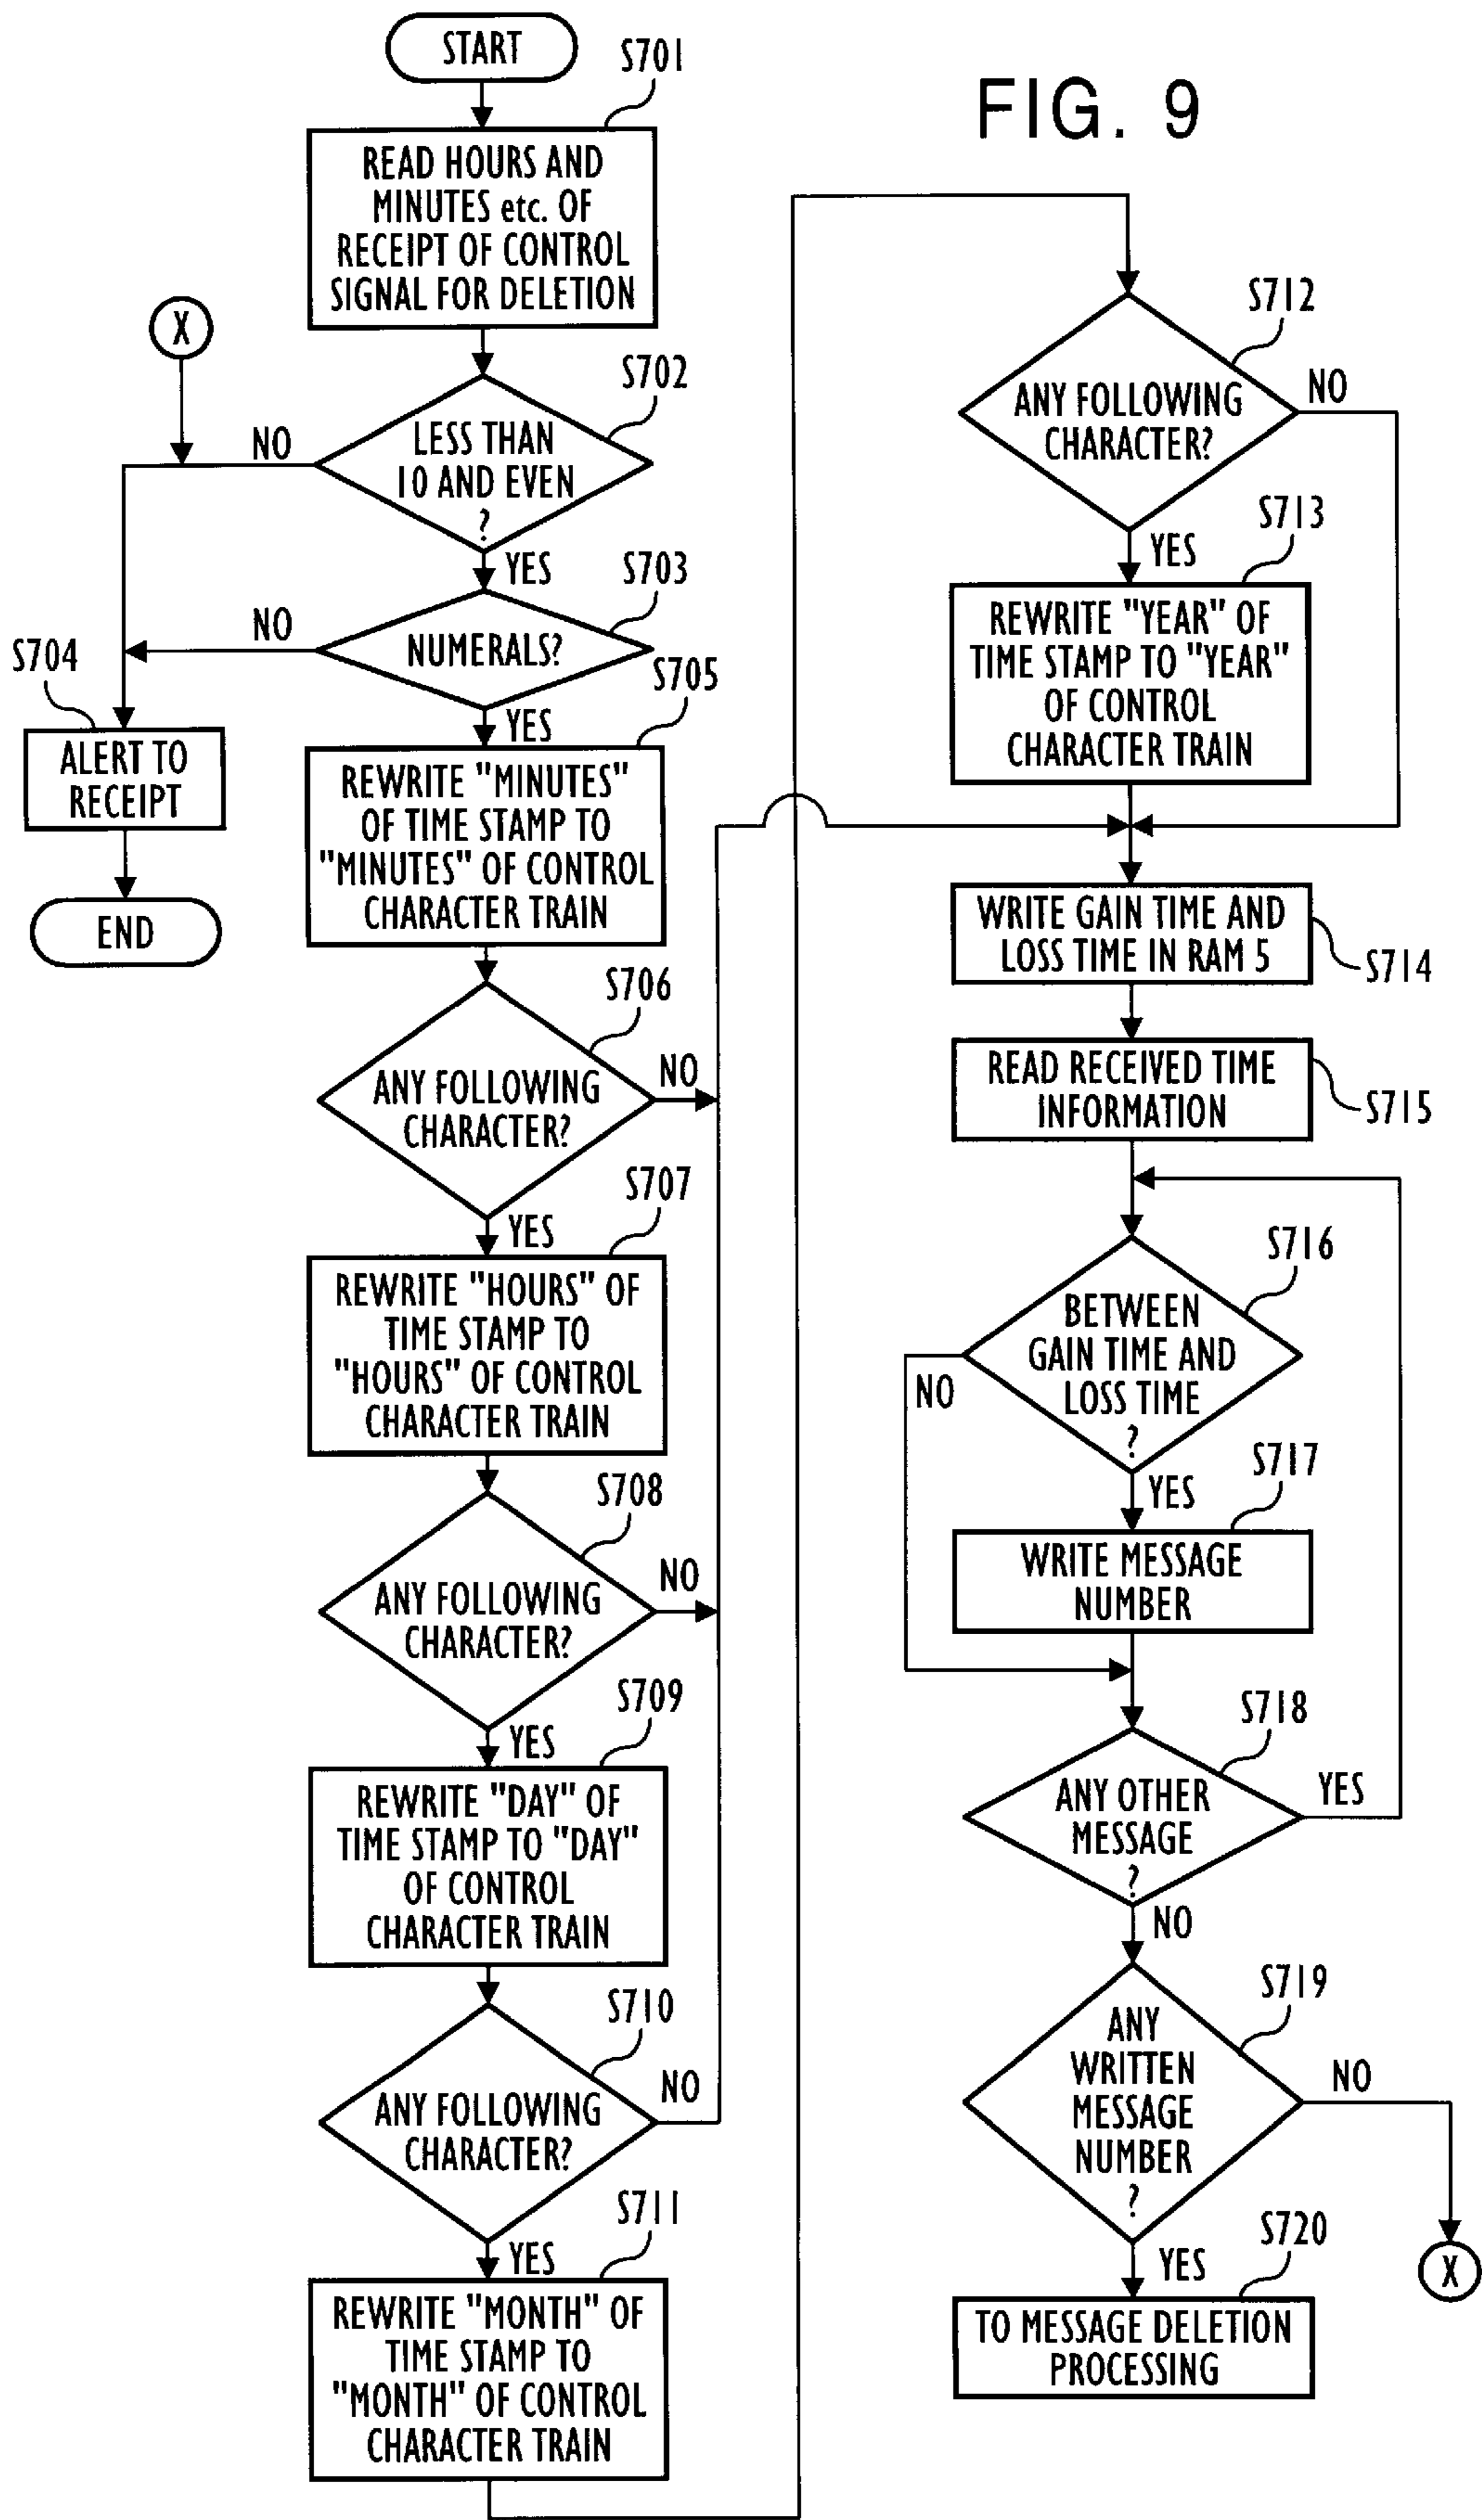 FIG. 9
START
S701
READ HOURS AND
MINUTES etc. OF
RECEIPT OF CONTROL
SIGNAL FOR DELETION
X
S702
LESS THAN
10 AND EVEN
?
NO
YES
S703
NUMERALS?
NO
YES
S704
ALERT TO
RECEIPT
END
S705
REWRITE "MINUTES"
OF TIME STAMP TO
"MINUTES" OF CONTROL
CHARACTER TRAIN
S706
ANY FOLLOWING
CHARACTER?
NO
YES
S707
REWRITE "HOURS" OF
TIME STAMP TO
"HOURS" OF CONTROL
CHARACTER TRAIN
S708
ANY FOLLOWING
CHARACTER?
NO
YES
S709
REWRITE "DAY" OF
TIME STAMP TO "DAY"
OF CONTROL
CHARACTER TRAIN
S710
ANY FOLLOWING
CHARACTER?
NO
YES
S711
REWRITE "MONTH" OF
TIME STAMP TO
"MONTH" OF CONTROL
CHARACTER TRAIN
S712
ANY FOLLOWING
CHARACTER?
NO
YES
S713
REWRITE "YEAR" OF
TIME STAMP TO "YEAR"
OF CONTROL
CHARACTER TRAIN
WRITE GAIN TIME AND
LOSS TIME IN RAM 5
S714
READ RECEIVED TIME
INFORMATION
S715
S716
BETWEEN
GAIN TIME AND
LOSS TIME
?
NO
YES
S717
WRITE MESSAGE
NUMBER
S718
ANY OTHER
MESSAGE
?
YES
NO
S719
ANY
WRITTEN
MESSAGE
NUMBER
?
NO
YES
X
S720
TO MESSAGE DELETION
PROCESSING